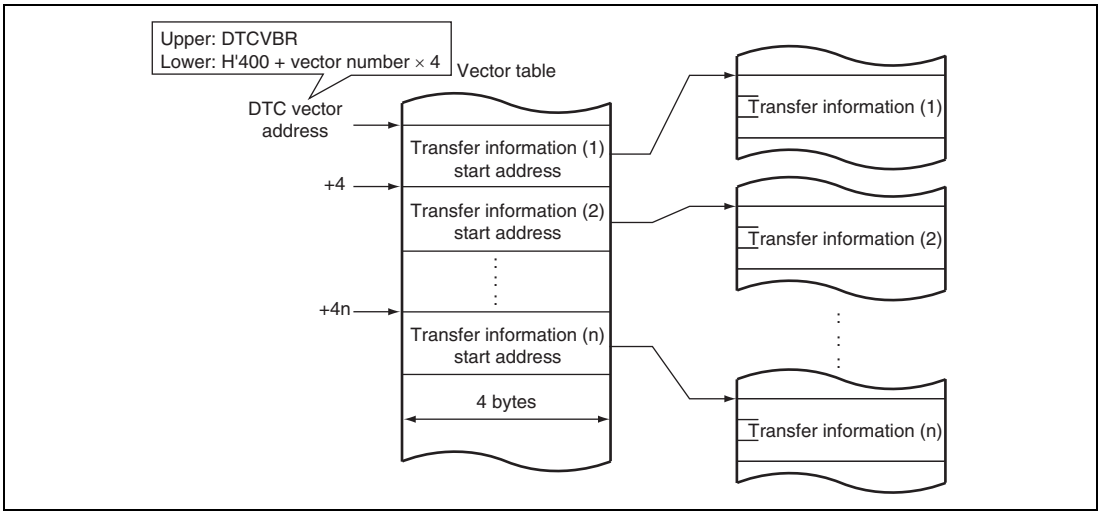 Upper: DTCVBR
Lower: H'400 + vector number × 4
Vector table
DTC vector
address
Transfer information (1)
start address
+4
Transfer information (2)
start address
+4n
Transfer information (n)
start address
4 bytes
Transfer information (1)
Transfer information (2)
Transfer information (n)